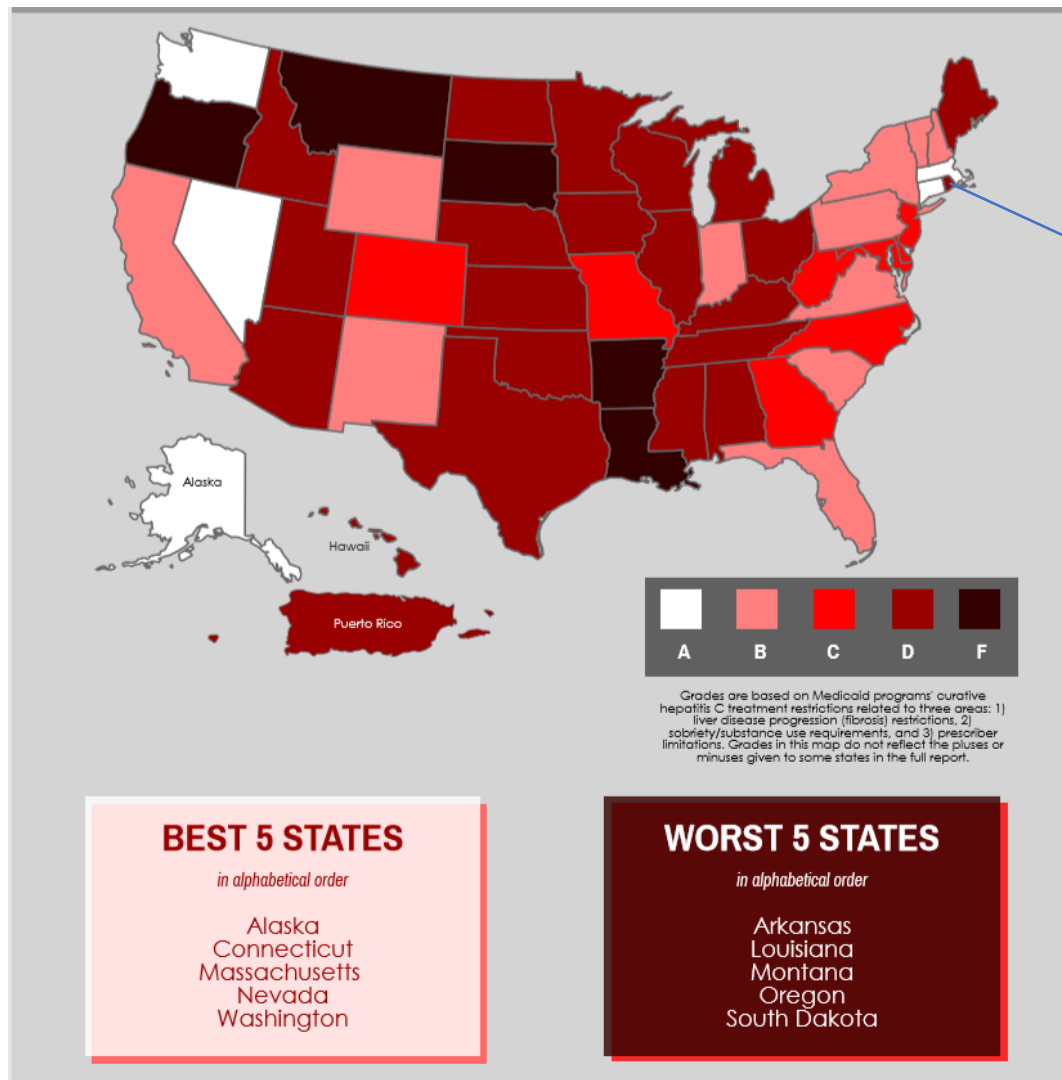 Alaska
Hawaii
Puerto Rico
A B C D F
Grades are based on Medicaid programs' curative
hepatitis C treatment restrictions related to three areas: 1)
liver disease progression (fibrosis) restrictions, 2)
sobriety/substance use requirements, and 3) prescriber
limitations. Grades in this map do not reflect the pluses or
minuses given to some states in the full report.
BEST 5 STATES
in alphabetical order
Alaska
Connecticut
Massachusetts
Nevada
Washington
WORST 5 STATES
in alphabetical order
Arkansas
Louisiana
Montana
Oregon
South Dakota